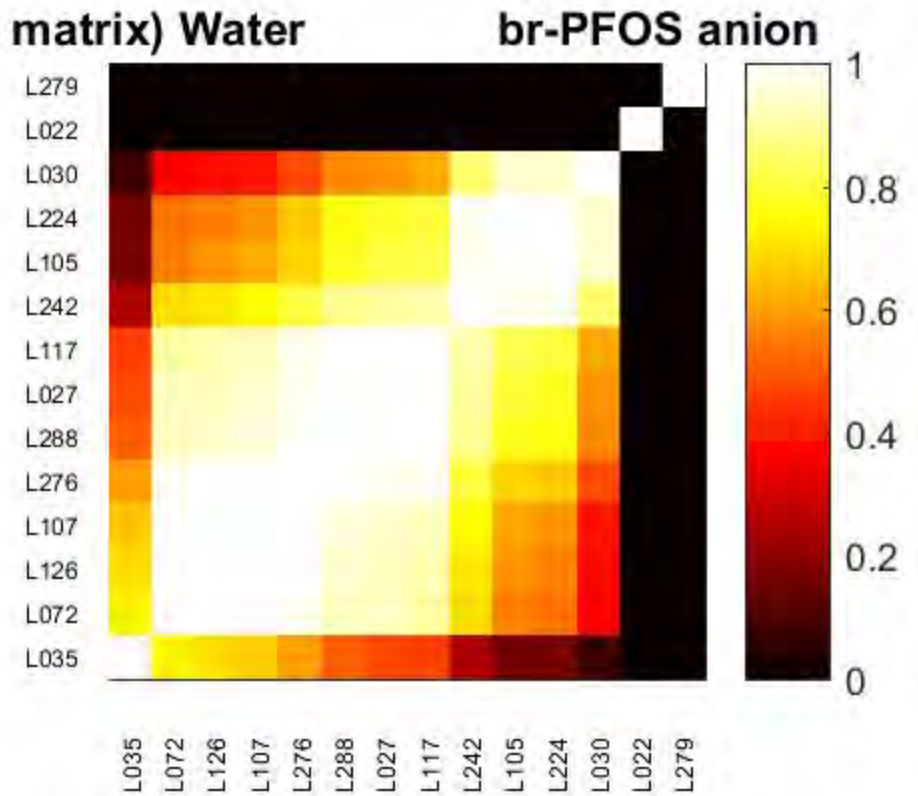 matrix) Water br-PFOS anion
L279
L022
L030
L224
L105
L242
L117
L027
L288
L276
L107
L126
L072
L035
1
0.8
0.6
0.4
0.2
0
L035 L072 L126 L107 L276 L288 L027 L117 L242 L105 L224 L030 L022 L279